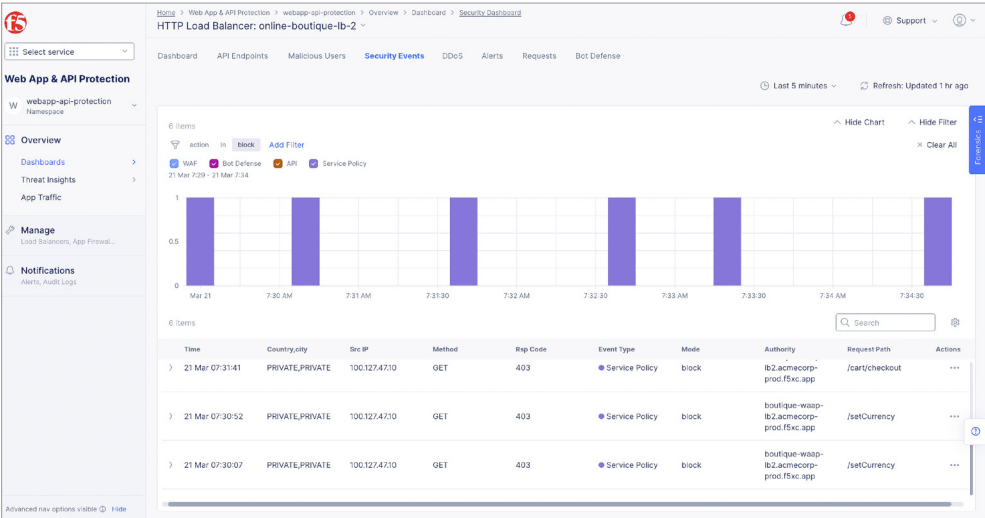 Home > Web App & API Protection > webapp-api-protection > Overview > Dashboard > Security Dashboard
HTTP Load Balancer: online-boutique-lb-2
5
Support
Select service
Web App & API Protection
W
webapp-api-protection
Namespace
Overview
Dashboards
Threat Insights
App Traffic
Manage
Load Balancers, App Firewal...
Notifications
Alerts, Audit Logs
Advanced nav options visible Hide
Dashboard API Endpoints Malicious Users Security Events DDoS Alerts Requests Bot Defense
Last 5 minutes Refresh: Updated 1 hr ago
Forensics
6 items Hide Chart Hide Filter
action in block Add Filter Clear All
WAF Bot Defense API Service Policy
21 Mar 7:29 - 21 Mar 7:34
1
0.5
0
Mar 21 7:30 AM 7:31 AM 7:31:30 7:32 AM 7:32:30 7:33 AM 7:33:30 7:34 AM 7:34:30
6 items Search
Time Country,city Src IP Method Rsp Code Event Type Mode Authority Request Path Actions
21 Mar 07:31:41 PRIVATE,PRIVATE 100.127.47.10 GET 403 Service Policy block lb2.acmecorp- /cart/checkout ...
prod.f5xc.app
boutique-waap-
21 Mar 07:30:52 PRIVATE,PRIVATE 100.127.47.10 GET 403 Service Policy block lb2.acmecorp- /setCurrency ...
prod.f5xc.app
boutique-waap-
21 Mar 07:30:07 PRIVATE,PRIVATE 100.127.47.10 GET 403 Service Policy block lb2.acmecorp- /setCurrency ...
prod.f5xc.app